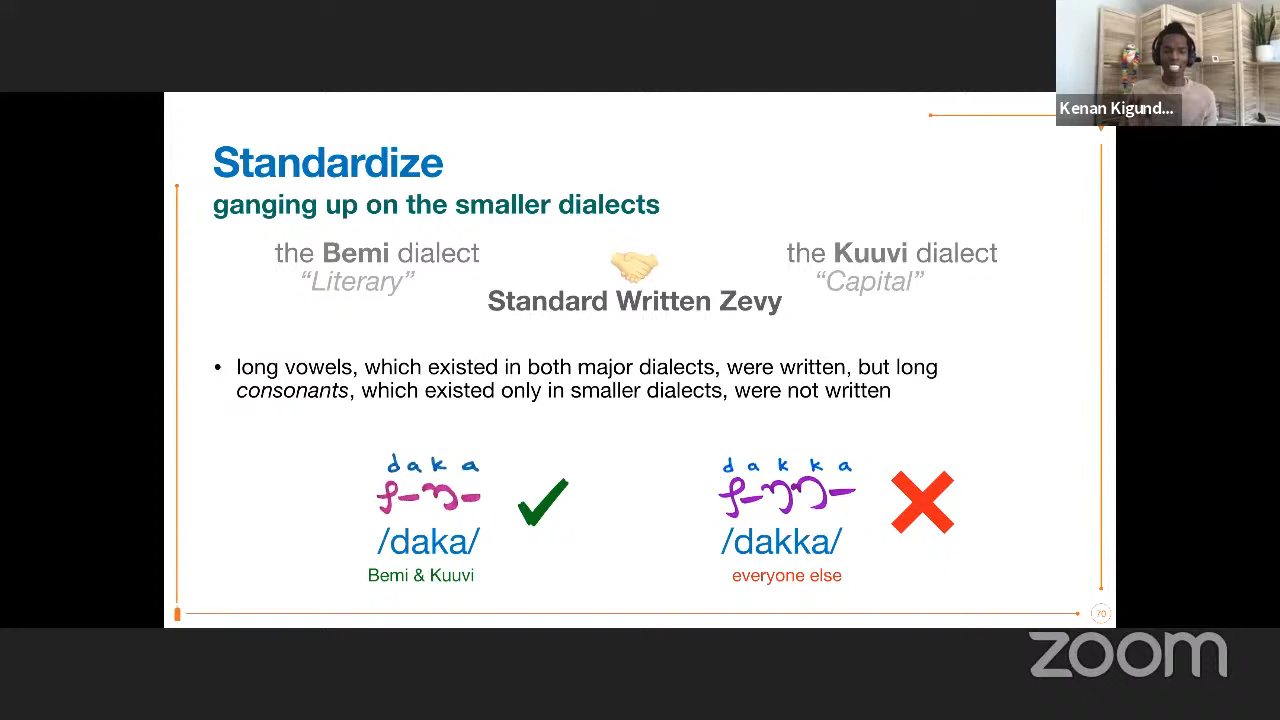 Kenan Kigund...
Standardize
ganging up on the smaller dialects
the Bemi dialect
“Literary”
the Kuuvi dialect
“Capital”
Standard Written Zevy
• long vowels, which existed in both major dialects, were written, but long
consonants, which existed only in smaller dialects, were not written
d a k a
d a k k a
/daka/
/dakka/
Bemi & Kuuvi
everyone else
70
zoom